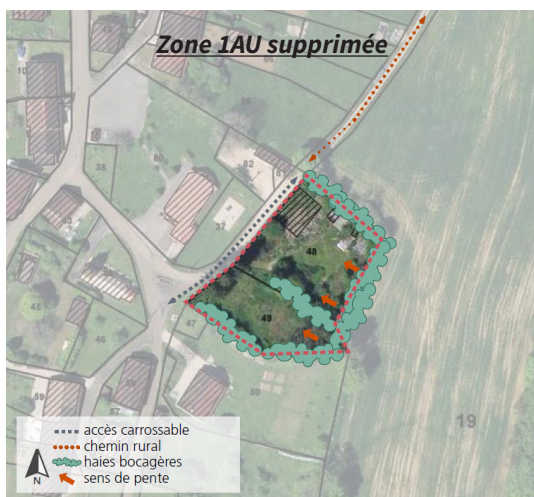 Zone 1AU supprimée
10
38
37
48
49
47
45
46
50
59
57
19
accès carrossable
chemin rural
haies bocagères
sens de pente
N